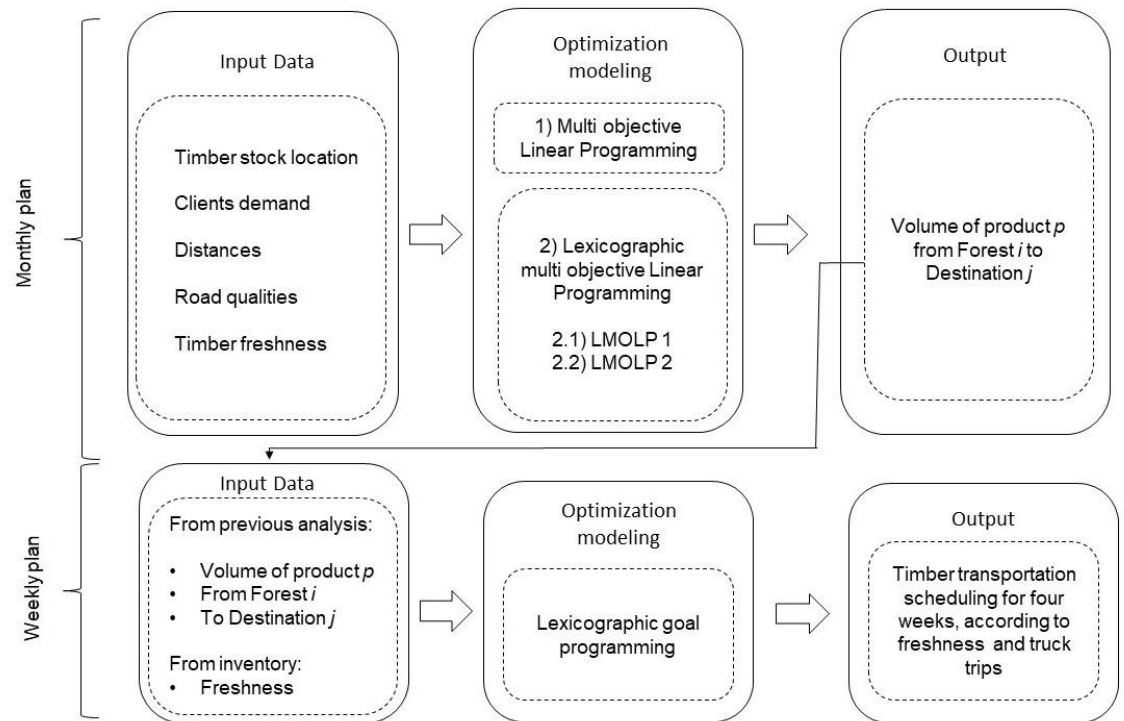 Monthly plan
Input Data
Timber stock location
Clients demand
Distances
Road qualities
Timber freshness
Optimization
modeling
1) Multi objective
Linear Programming
2) Lexicographic
multi objective Linear
Programming
2.1) LMOLP 1
2.2) LMOLP 2
Output
Volume of product p
from Forest i to
Destination j
Weekly plan
Input Data
From previous analysis:
• Volume of product p
• From Forest i
• To Destination j
From inventory:
• Freshness
Optimization
modeling
Lexicographic goal
programming
Output
Timber transportation
scheduling for four
weeks, according to
freshness and truck
trips